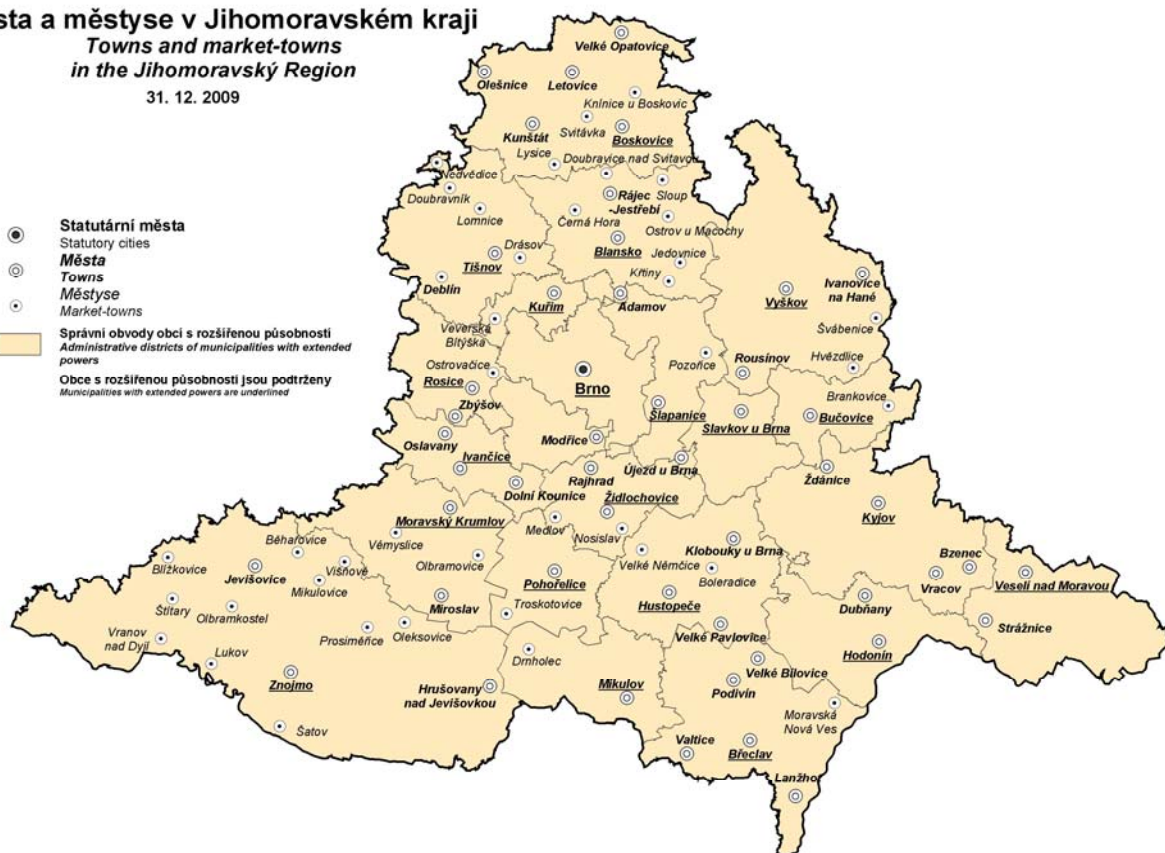 sta a městyse v Jihomoravském kraji
Towns and market-towns
in the Jihomoravský Region
31. 12. 2009
Statutární města
Statutory cities
Města
Towns
Městyse
Market-towns
Správní obvody obcí s rozšířenou působností
Administrative districts of municipalities with extended
powers
Obce s rozšířenou působností jsou podtrženy
Municipalities with extended powers are underlined
Velké Opatovice
Olešnice
Letovice
Knínice u Boskovic
Kunštát
Svitávka
Boskovice
Lysice
Doubravice nad Svitavou
Nedvědice
Doubravník
Rájec
-Jestřebí
Sloup
Lomnice
Černá Hora
Ostrov u Macochy
Drásov
Blansko
Jedovnice
Tišnov
Křtiny
Deblín
Kuřim
Adamov
Vyškov
Ivanovice
na Hané
Švábenice
Veverská
Bítýška
Hvězdlice
Ostrovačice
Pozořice
Rousínov
Rosice
Brno
Brankovice
Zbýšov
Šlapanice
Slavkov u Brna
Bučovice
Oslavany
Modřice
Ivančice
Újezd u Brna
Rajhrad
Ždánice
Dolní Kounice
Židlochovice
Moravský Krumlov
Medlov
Nosislav
Kyjov
Běhařovice
Vémyslice
Klobouky u Brna
Blížkovice
Jevišovice
Višňové
Olbramovice
Velké Němčice
Bzenec
Mikulovice
Pohořelice
Boleradice
Vracov
Veselí nad Moravou
Štítary
Olbramkostel
Miroslav
Hustopeče
Dubňany
Troskotovice
Strážnice
Vranov
nad Dyjí
Prosiměřice
Oleksovice
Velké Pavlovice
Lukov
Drnholec
Hodonín
Velké Bílovice
Znojmo
Hrušovany
nad Jevišovkou
Mikulov
Podivín
Moravská
Nová Ves
Šatov
Valtice
Břeclav
Lanžho